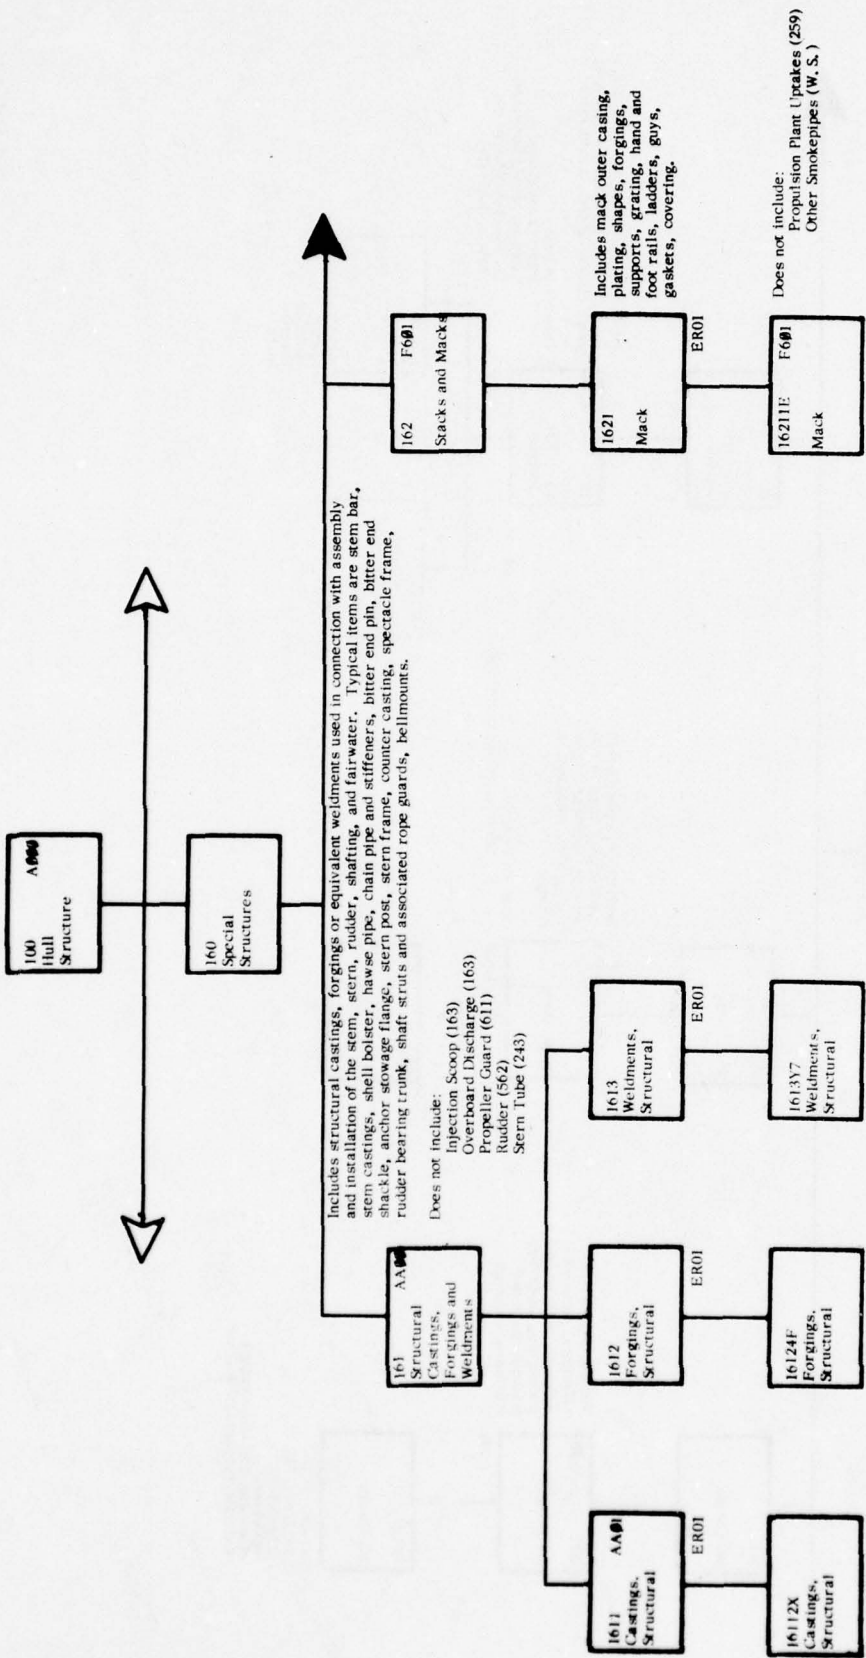 100
Hull
Structure
160
Special
Structures
Includes structural castings, forgings or equivalent weldments used in connection with assembly
and installation of the stem, stern, rudder, shafting, and fairwater. Typical items are stem bar,
stem castings, shell bolster, hawse pipe, chain pipe and stiffeners, bitter end pin, bitter end
shackle, anchor stowage flange, stern post, stern frame, counter casting, spectacle frame,
rudder bearing trunk, shaft struts and associated rope guards, bellmounts.
161
Structural
Castings,
Forgings and
Weldments
Does not include:
Injection Scoop (163)
Overboard Discharge (163)
Propeller Guard (611)
Rudder (562)
Stern Tube (243)
162 F601
Stacks and Macks
1611 AA01
Castings,
Structural
ER01
1612
Forgings,
Structural
ER01
1613
Weldments,
Structural
ER01
1621
Mack
ER01
Includes mack outer casing,
plating, shapes, forgings,
supports, grating, hand and
foot rails, ladders, guys,
gaskets, covering.
16112X
Castings,
Structural
16124F
Forgings,
Structural
1613Y7
Weldments,
Structural
16211E F601
Mack
Does not include:
Propulsion Plant Uptakes (259)
Other Smokepipes (W. S.)